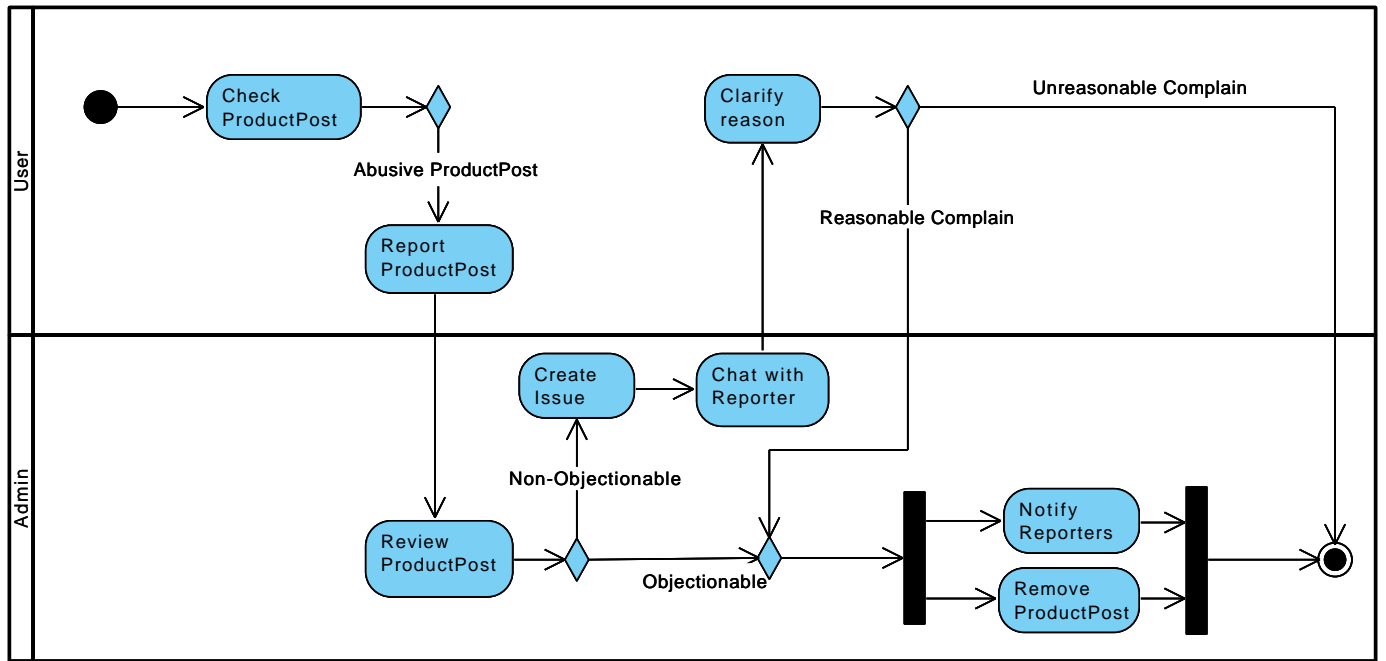 User
Check
ProductPost
Abusive ProductPost
Report
ProductPost
Clarify
reason
Unreasonable Complain
Reasonable Complain
Admin
Create
Issue
Chat with
Reporter
Non-Objectionable
Review
ProductPost
Objectionable
Notify
Reporters
Remove
ProductPost